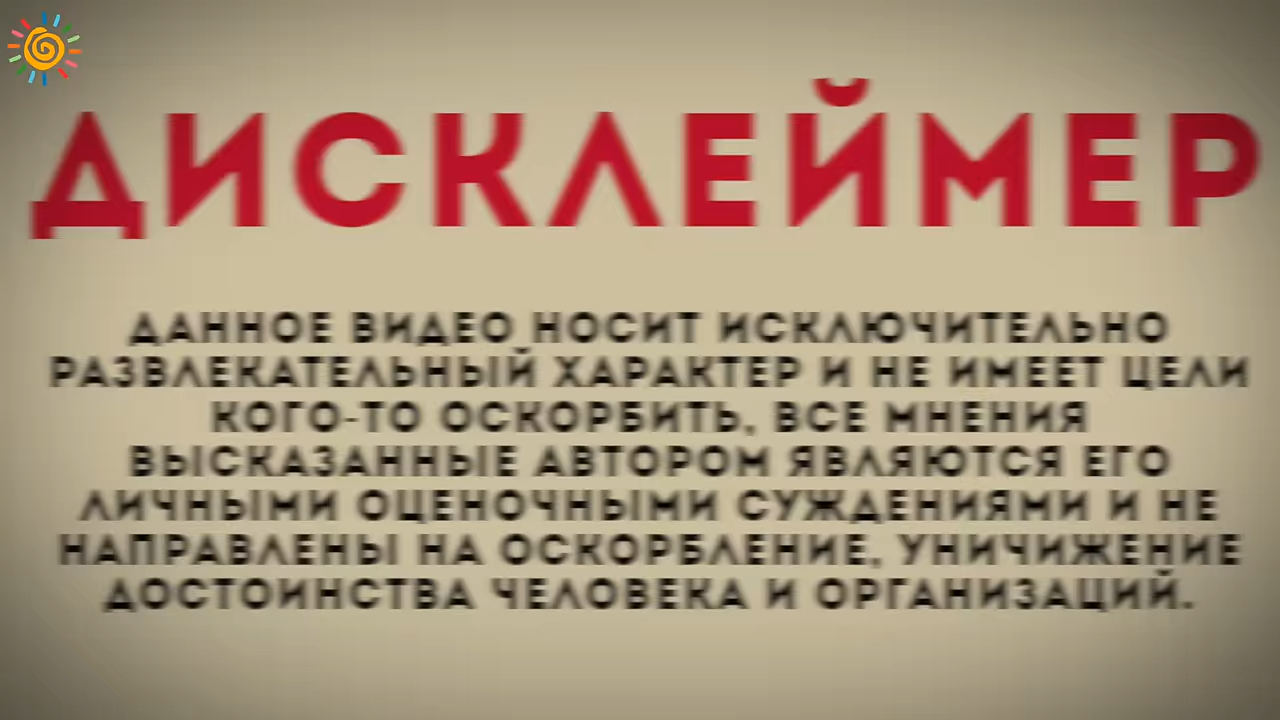 ДИСКЛЕЙМЕР
ДАННОЕ ВИДЕО НОСИТ ИСКЛЮЧИТЕЛЬНО
РАЗВЛЕКАТЕЛЬНЫЙ ХАРАКТЕР И НЕ ИМЕЕТ ЦЕЛИ
КОГО-ТО ОСКОРБИТЬ, ВСЕ МНЕНИЯ
ВЫСКАЗАННЫЕ АВТОРОМ ЯВЛЯЮТСЯ ЕГО
ЛИЧНЫМИ ОЦЕНОЧНЫМИ СУЖДЕНИЯМИ И НЕ
НАПРАВЛЕНЫ НА ОСКОРБЛЕНИЕ, УНИЧИЖЕНИЕ
ДОСТОИНСТВА ЧЕЛОВЕКА И ОРГАНИЗАЦИЙ.